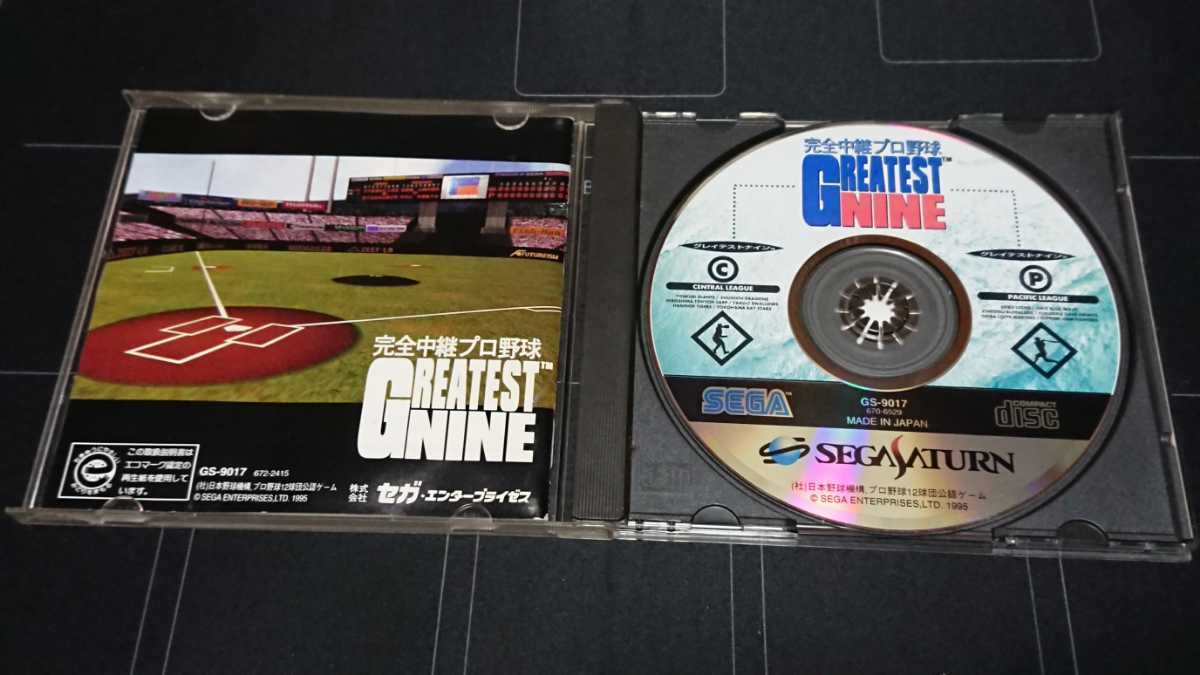 完全中継プロ野球
GREATEST™
NINE
この取扱説明書は
エコマーク認定の
再生紙を使用して
います。
GS-9017 672-2415
(社)日本野球機構、プロ野球12球団公認ゲーム
© SEGA ENTERPRISES,LTD. 1995
株式
会社 セガ・エンタープライゼス
完全中継プロ野球
GREATEST™
NINE
グレイテストナイン
C
CENTRAL LEAGUE
グレイテストナイン
P
PACIFIC LEAGUE
SEGA™
GS-9017
670-6529
MADE IN JAPAN
COMPACT
disc
SEGA SATURN
(社)日本野球機構、プロ野球12球団公認ゲーム
© SEGA ENTERPRISES,LTD. 1995